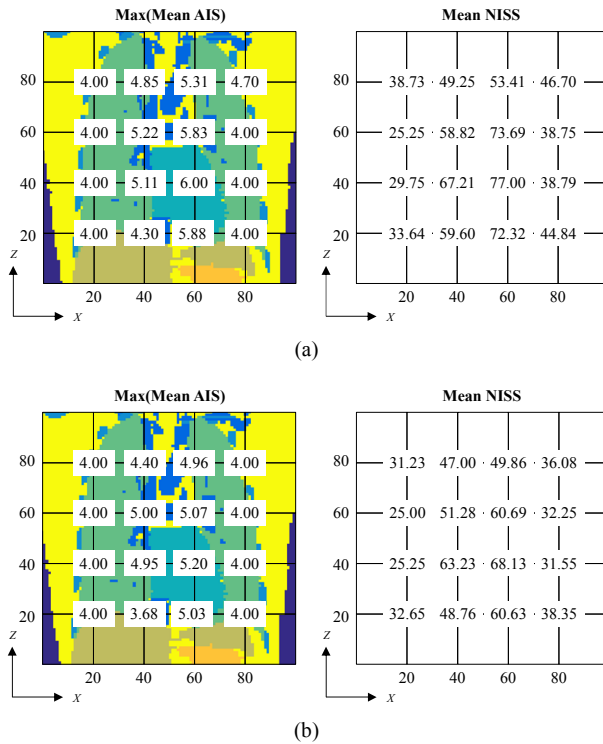 Max(Mean AIS) Mean NISS
80 4.00 4.85 5.31 4.70 80 38.73 · 49.25 · 53.41 · 46.70 ·
60 4.00 5.22 5.83 4.00 60 25.25 · 58.82 · 73.69 · 38.75 ·
40 4.00 5.11 6.00 4.00 40 29.75 · 67.21 · 77.00 · 38.79 ·
20 4.00 4.30 5.88 4.00 20 33.64 · 59.60 · 72.32 · 44.84 ·
Z Z
20 40 60 80 20 40 60 80
X X
(a)
Max(Mean AIS) Mean NISS
80 4.00 4.40 4.96 4.00 80 31.23 · 47.00 · 49.86 · 36.08 ·
60 4.00 5.00 5.07 4.00 60 25.00 · 51.28 · 60.69 · 32.25 ·
40 4.00 4.95 5.20 4.00 40 25.25 · 63.23 · 68.13 · 31.55 ·
20 4.00 3.68 5.03 4.00 20 32.65 · 48.76 · 60.63 · 38.35 ·
Z Z
20 40 60 80 20 40 60 80
X X
(b)